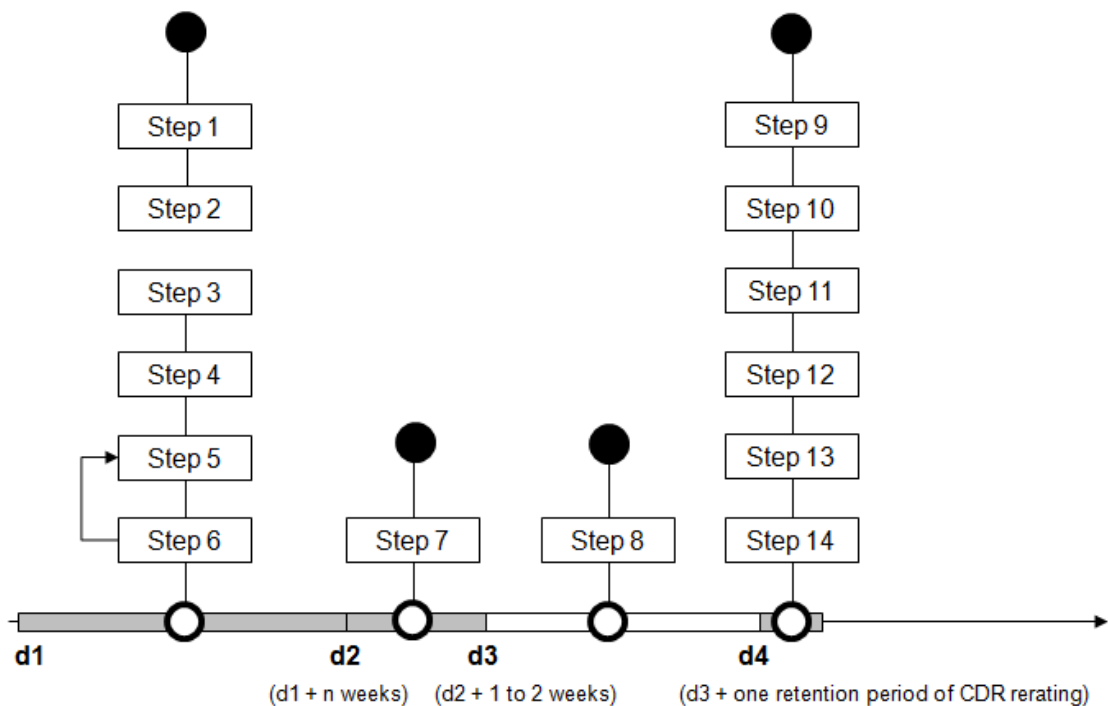 Step 1
Step 2
Step 3
Step 4
Step 5
Step 6
Step 7
Step 8
Step 9
Step 10
Step 11
Step 12
Step 13
Step 14
d1
d2
d3
d4
(d1 + n weeks)
(d2 + 1 to 2 weeks)
(d3 + one retention period of CDR rerating)